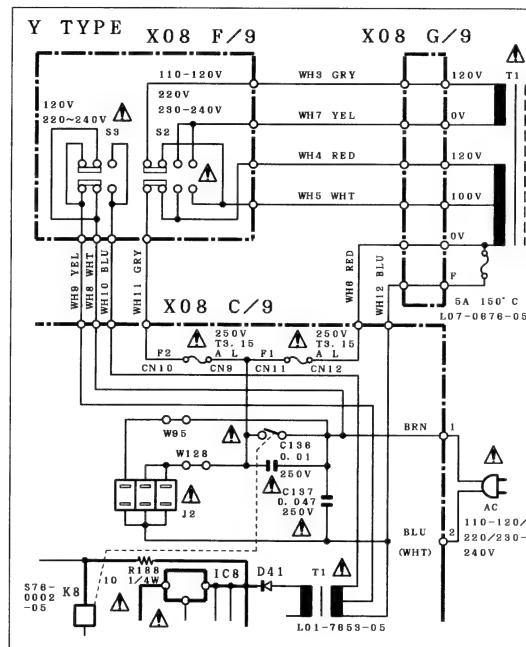 Y TYPE
X08 F/9
X08 G/9
T1
110-120V
220V
230-240V
120V
220~240V
S3
S2
WH3 GRY
120V
WH7 YEL
0V
WH4 RED
120V
WH5 WHT
100V
0V
F
5A 150°C
L07-0676-05
WH9 YEL
WH8 WHT
WH10 BLU
WH11 GRY
WH6 RED
WH12 BLU
X08 C/9
250V
T3.15
A L
250V
T3.15
A L
F2
F1
CN10
CN9
CN11
CN12
W95
W128
J2
C136
0.01
250V
C137
0.047
250V
BRN
1
AC
110-120/
220/230-
240V
BLU
(WHT)
2
S76-
0002
-05
K8
R188
10 1/4W
IC8
D41
T1
L01-7653-05